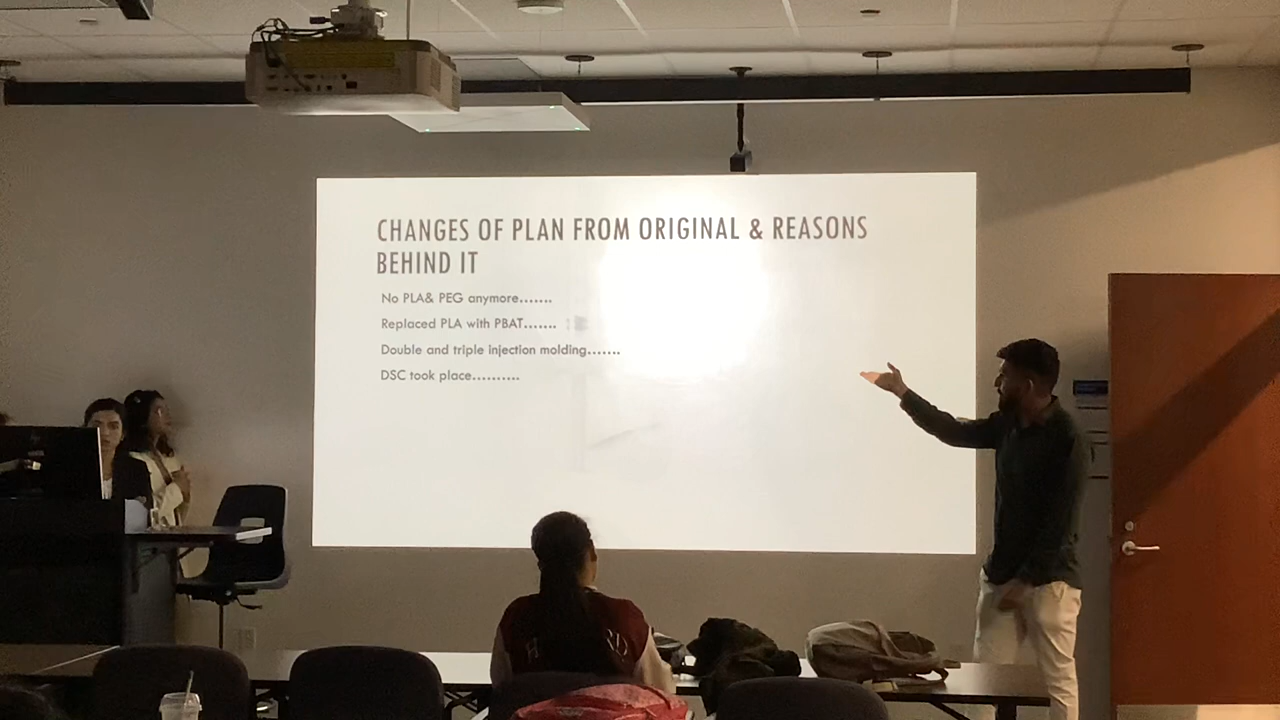 CHANGES OF PLAN FROM ORIGINAL & REASONS
BEHIND IT
No PLA& PEG anymore.......
Replaced PLA with PBAT.......
Double and triple injection molding.......
DSC took place..........